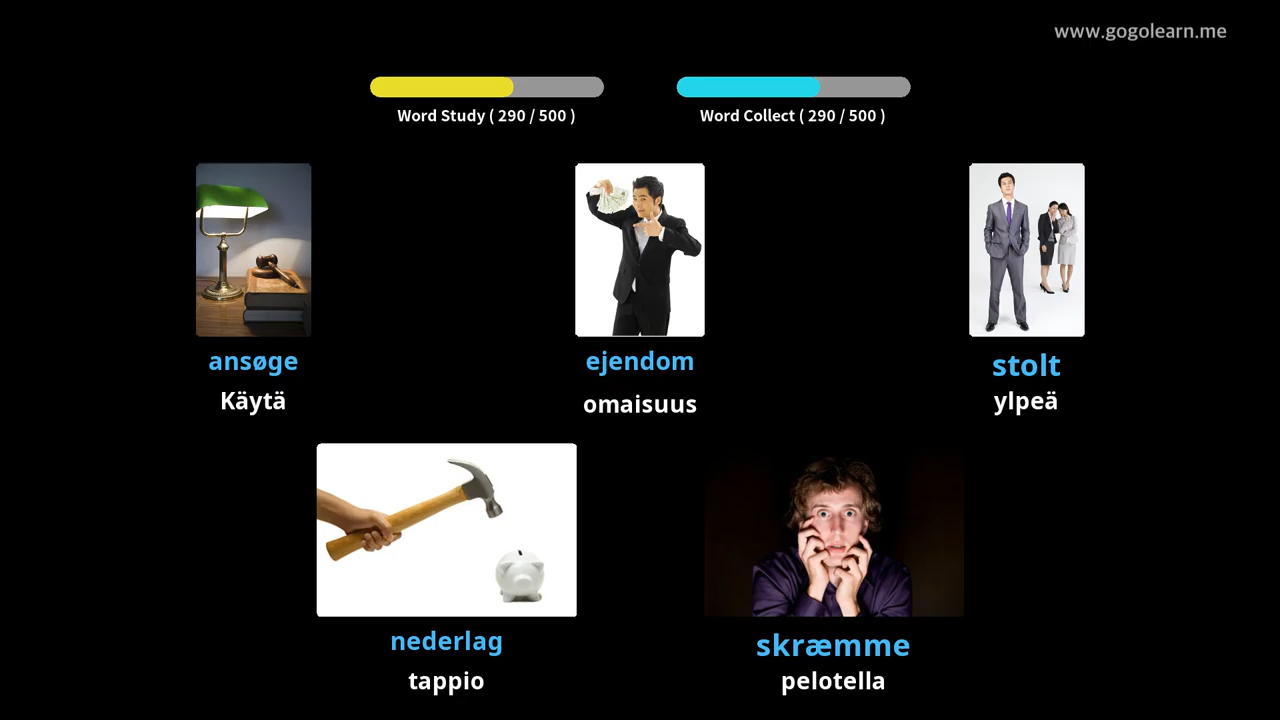 www.gogolearn.me
Word Study ( 290 / 500 )
Word Collect ( 290 / 500 )
ansøge
Käytä
ejendom
omaisuus
stolt
ylpeä
nederlag
tappio
skræmme
pelotella